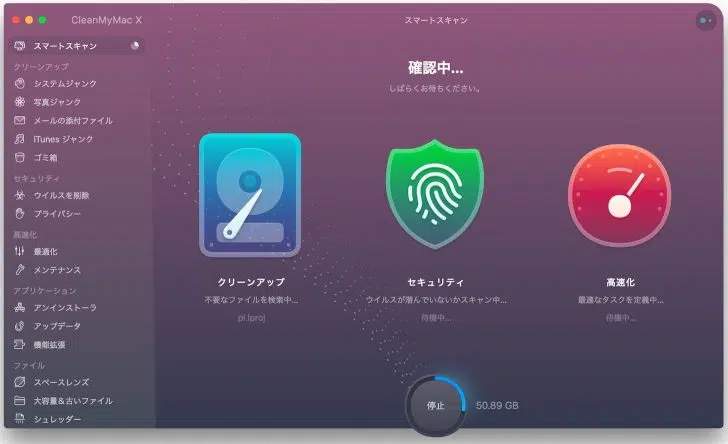 CleanMyMac X
スマートスキャン
スマートスキャン
クリーンアップ
システムジャンク
写真ジャンク
メールの添付ファイル
iTunes ジャンク
ゴミ箱
セキュリティ
ウイルスを削除
プライバシー
高速化
最適化
メンテナンス
アプリケーション
アンインストーラ
アップデータ
機能拡張
ファイル
スペースレンズ
大容量&古いファイル
シュレッダー
確認中...
しばらくお待ちください。
クリーンアップ
不要なファイルを検索中...
pl.lproj
セキュリティ
ウイルスが潜んでいないかスキャン中...
待機中...
高速化
最適なタスクを定義中...
待機中...
停止
50.89 GB